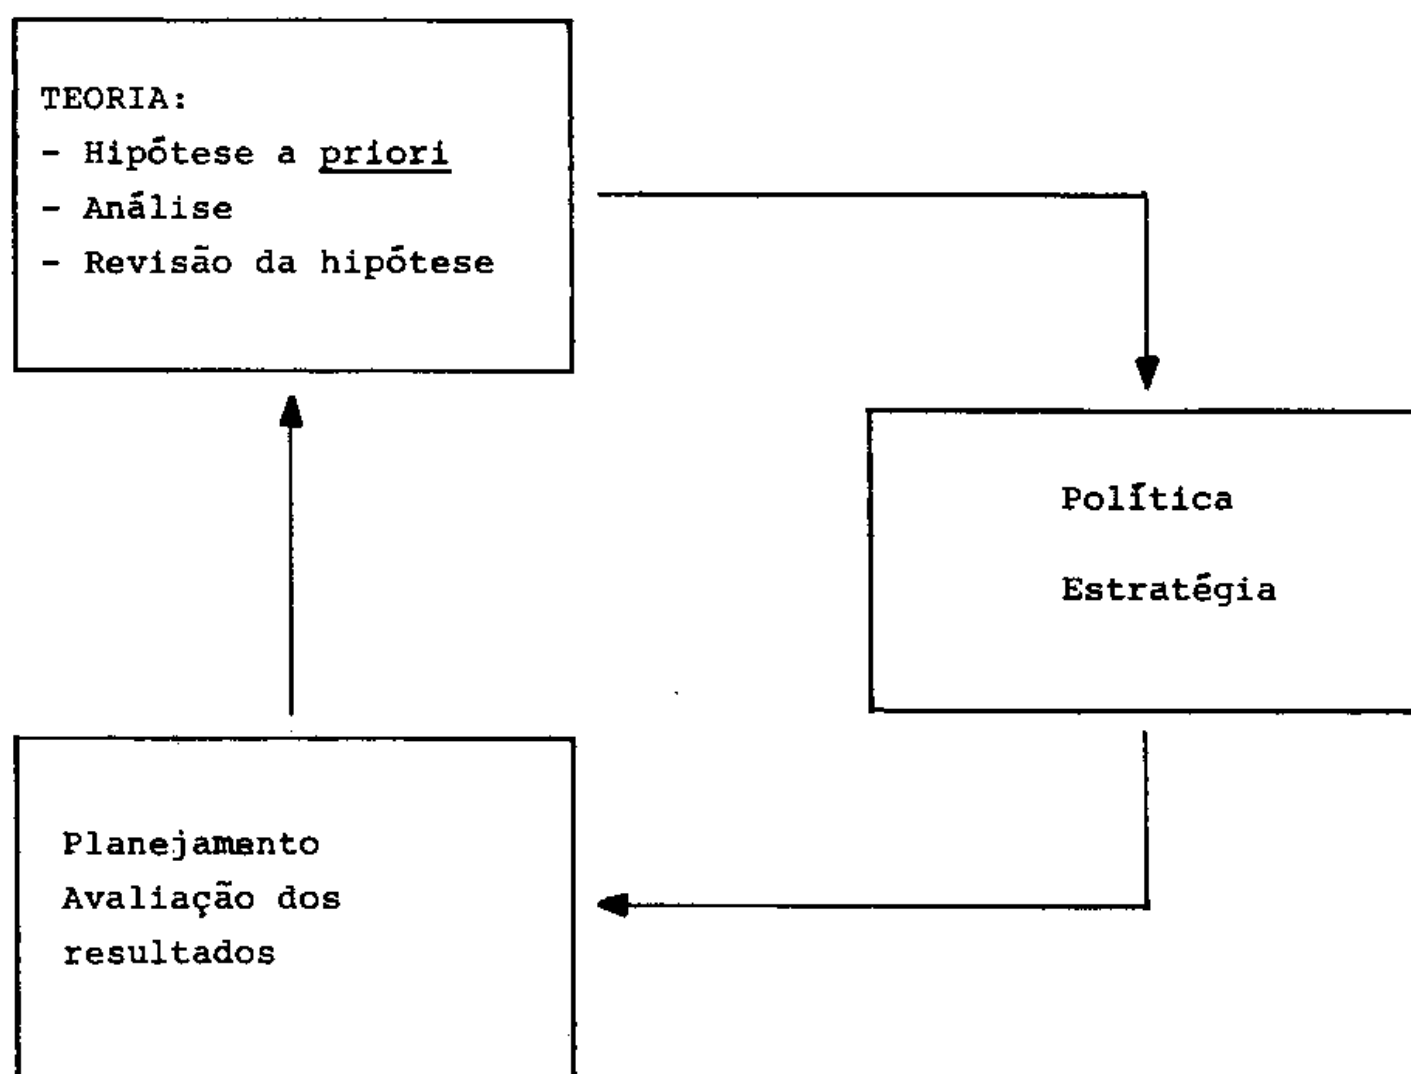 TEORIA:
- Hipótese a priori
- Análise
- Revisão da hipótese
Política
Estratégia
Planejamento
Avaliação dos
resultados